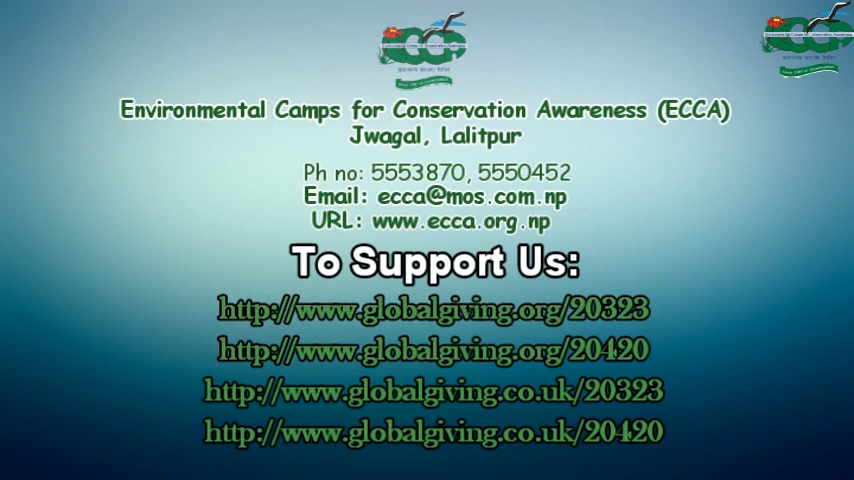 Environmental Camps for Conservation Awareness (ECCA)
Jwagal, Lalitpur
Ph no: 5553870, 5550452
Email: ecca@mos.com.np
URL: www.ecca.org.np
To Support Us:
http://www.globalgiving.org/20323
http://www.globalgiving.org/20420
http://www.globalgiving.co.uk/20323
http://www.globalgiving.co.uk/20420